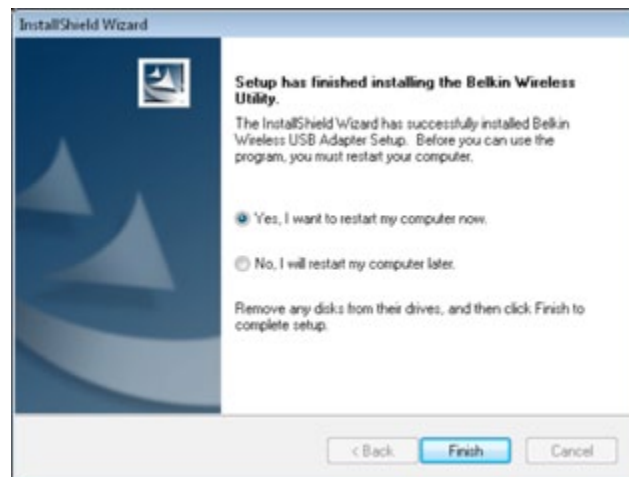 InstallShield Wizard
Setup has finished installing the Belkin Wireless
Utility.
The InstallShield Wizard has successfully installed Belkin
Wireless USB Adapter Setup. Before you can use the
program, you must restart your computer.
Yes, I want to restart my computer now.
No, I will restart my computer later.
Remove any disks from their drives, and then click Finish to
complete setup.
< Back Finish Cancel